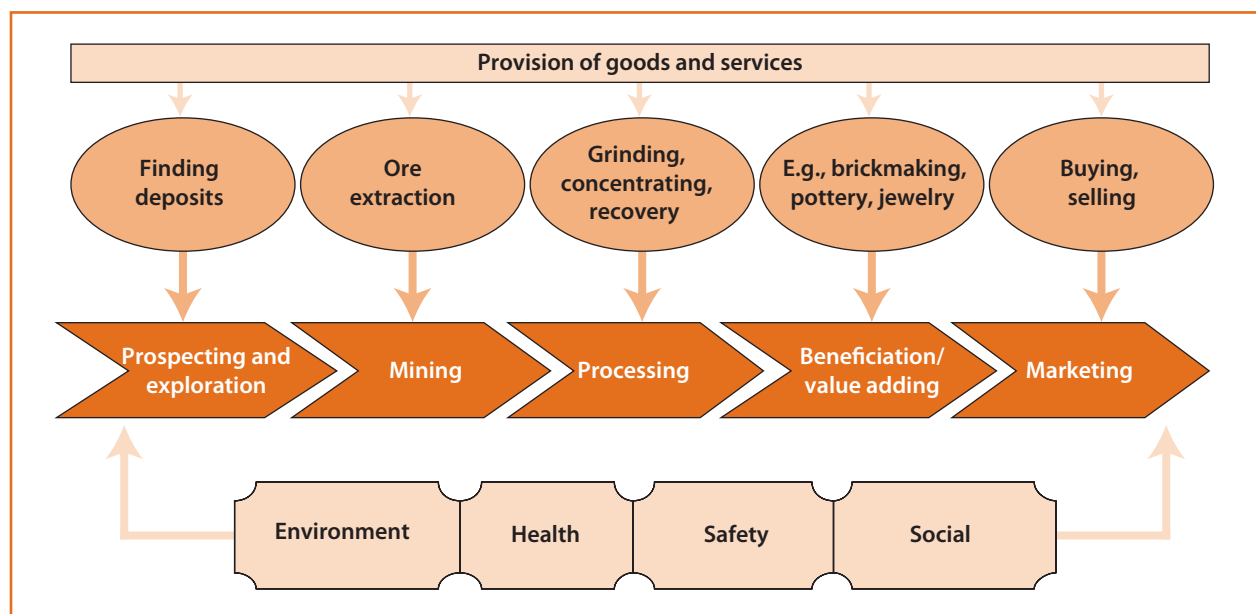 Provision of goods and services
Finding
deposits
Ore
extraction
Grinding,
concentrating,
recovery
E.g., brickmaking,
pottery, jewelry
Buying,
selling
Prospecting and
exploration
Mining
Processing
Beneficiation/
value adding
Marketing
Environment
Health
Safety
Social